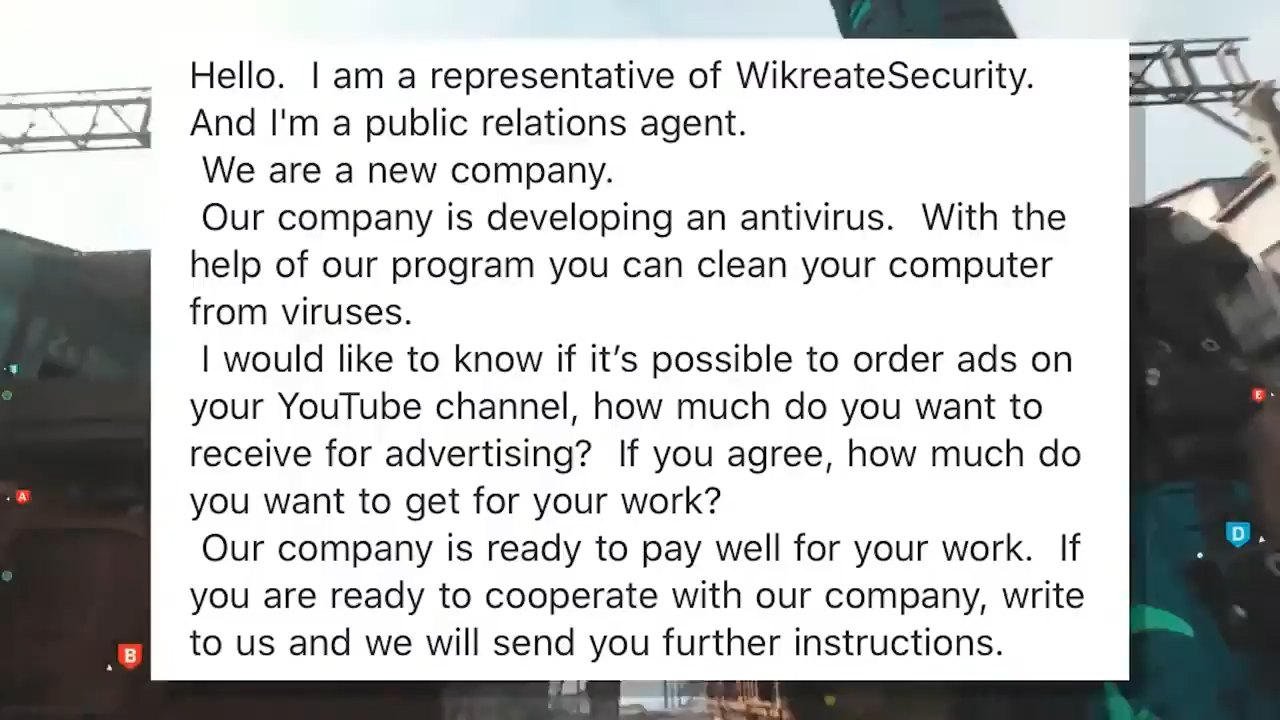 Hello.  I am a representative of WikreateSecurity.
And I'm a public relations agent.
We are a new company.
Our company is developing an antivirus.  With the
help of our program you can clean your computer
from viruses.
I would like to know if it’s possible to order ads on
your YouTube channel, how much do you want to
receive for advertising?  If you agree, how much do
you want to get for your work?
Our company is ready to pay well for your work.  If
you are ready to cooperate with our company, write
to us and we will send you further instructions.
A
B
E
D